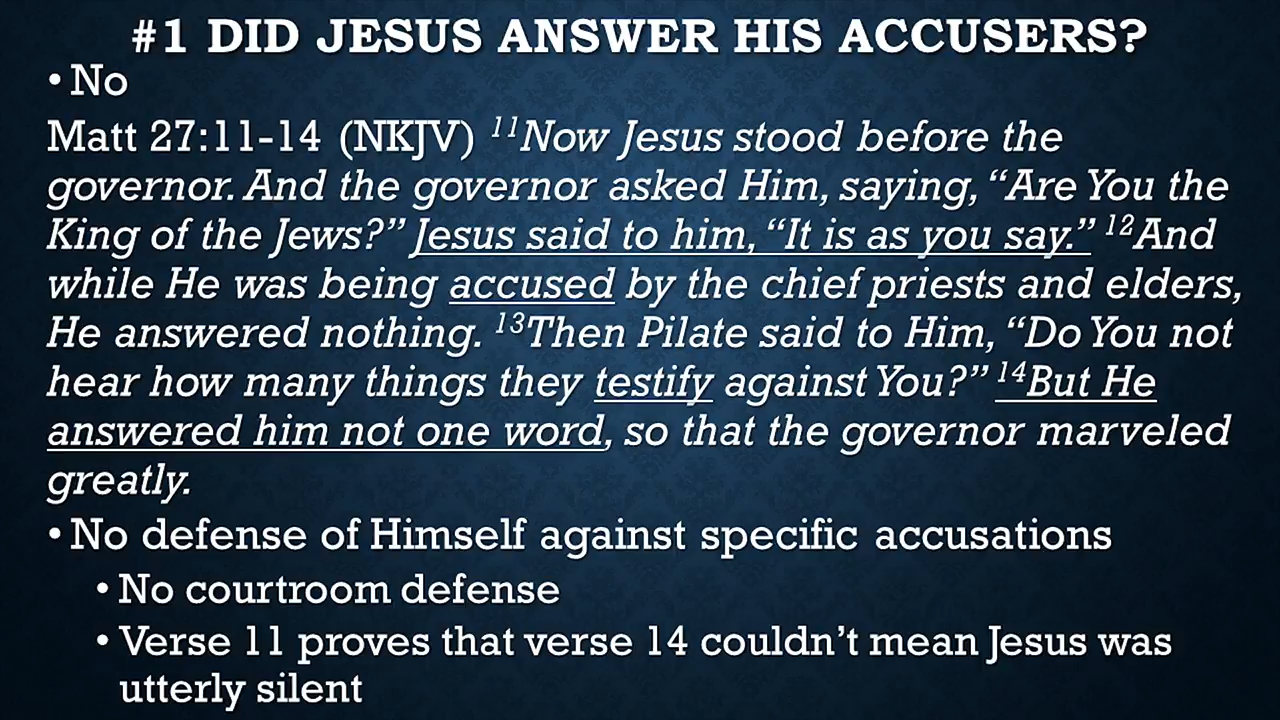 #1 DID JESUS ANSWER HIS ACCUSERS?
• No
Matt 27:11-14 (NKJV) ¹¹Now Jesus stood before the
governor. And the governor asked Him, saying, “Are You the
King of the Jews?” Jesus said to him, “It is as you say.” ¹²And
while He was being accused by the chief priests and elders,
He answered nothing. ¹³Then Pilate said to Him, “Do You not
hear how many things they testify against You?” ¹⁴But He
answered him not one word, so that the governor marveled
greatly.
• No defense of Himself against specific accusations
• No courtroom defense
• Verse 11 proves that verse 14 couldn’t mean Jesus was
utterly silent